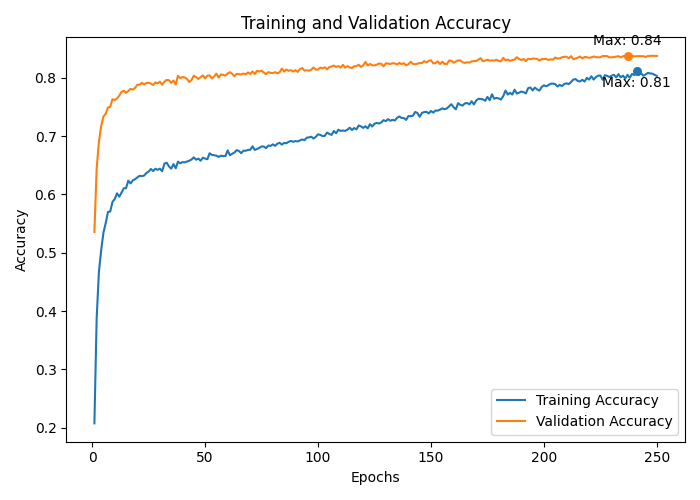 Training and Validation Accuracy
Max: 0.84
Max: 0.81
Accuracy
0.8
0.7
0.6
0.5
0.4
0.3
0.2
0
50
100
150
200
250
Epochs
Training Accuracy
Validation Accuracy